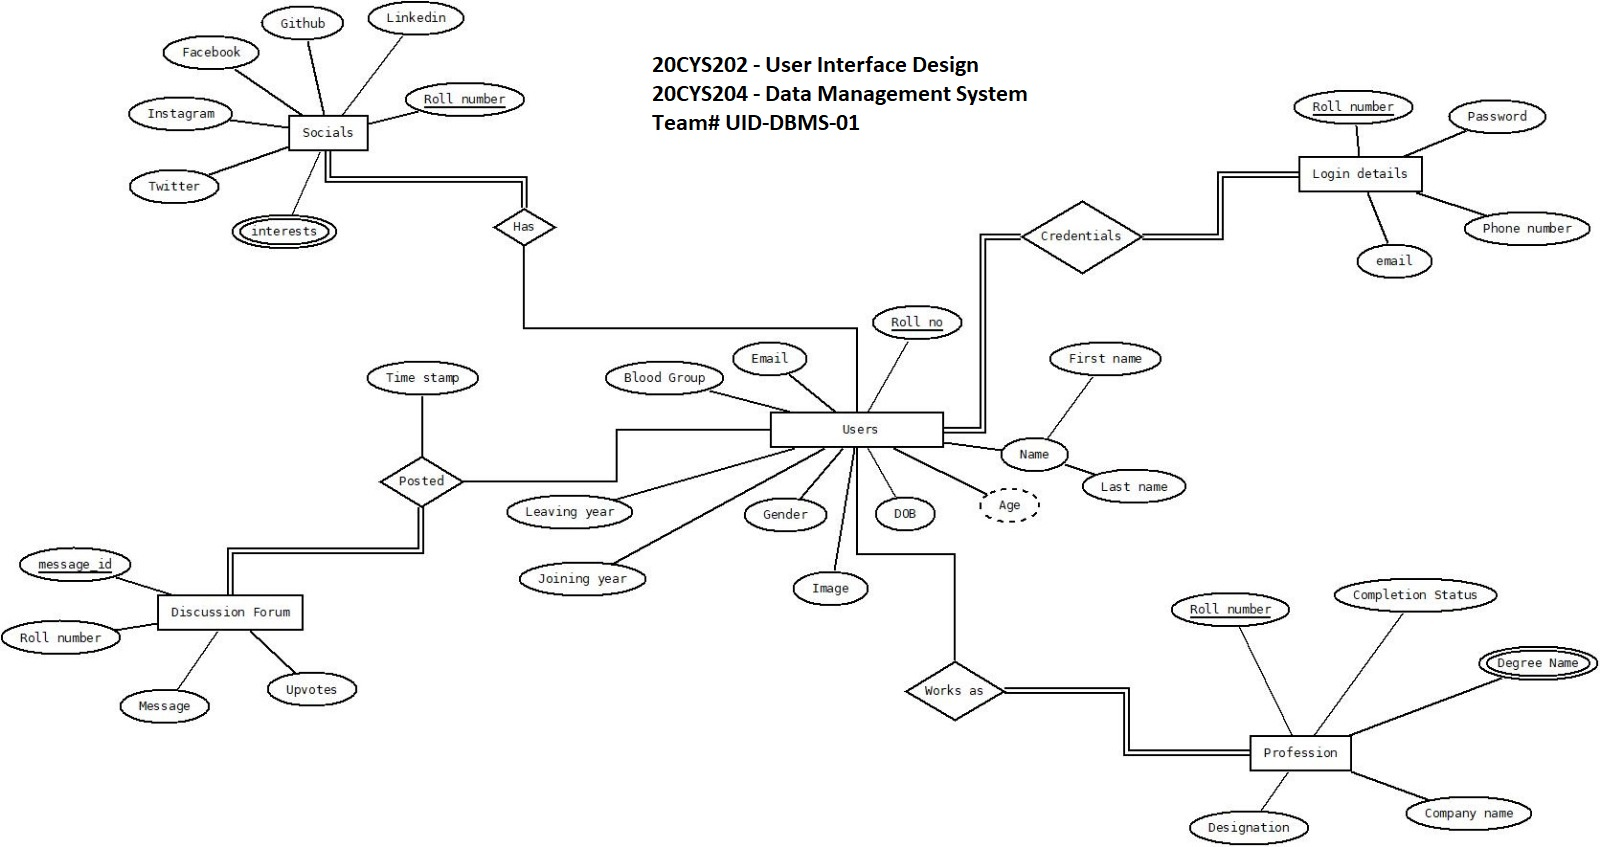 Github
Linkedin
Facebook
Instagram
Roll number
Socials
Twitter
interests
Has
20CYS202 - User Interface Design
20CYS204 - Data Management System
Team# UID-DBMS-01
Roll number
Password
Login details
Phone number
email
Credentials
Roll no
Email
First name
Blood Group
Time stamp
Users
Name
Last name
Posted
Leaving year
Gender
DOB
Age
Joining year
Image
message_id
Discussion Forum
Roll number
Message
Upvotes
Works as
Roll number
Completion Status
Degree Name
Profession
Company name
Designation